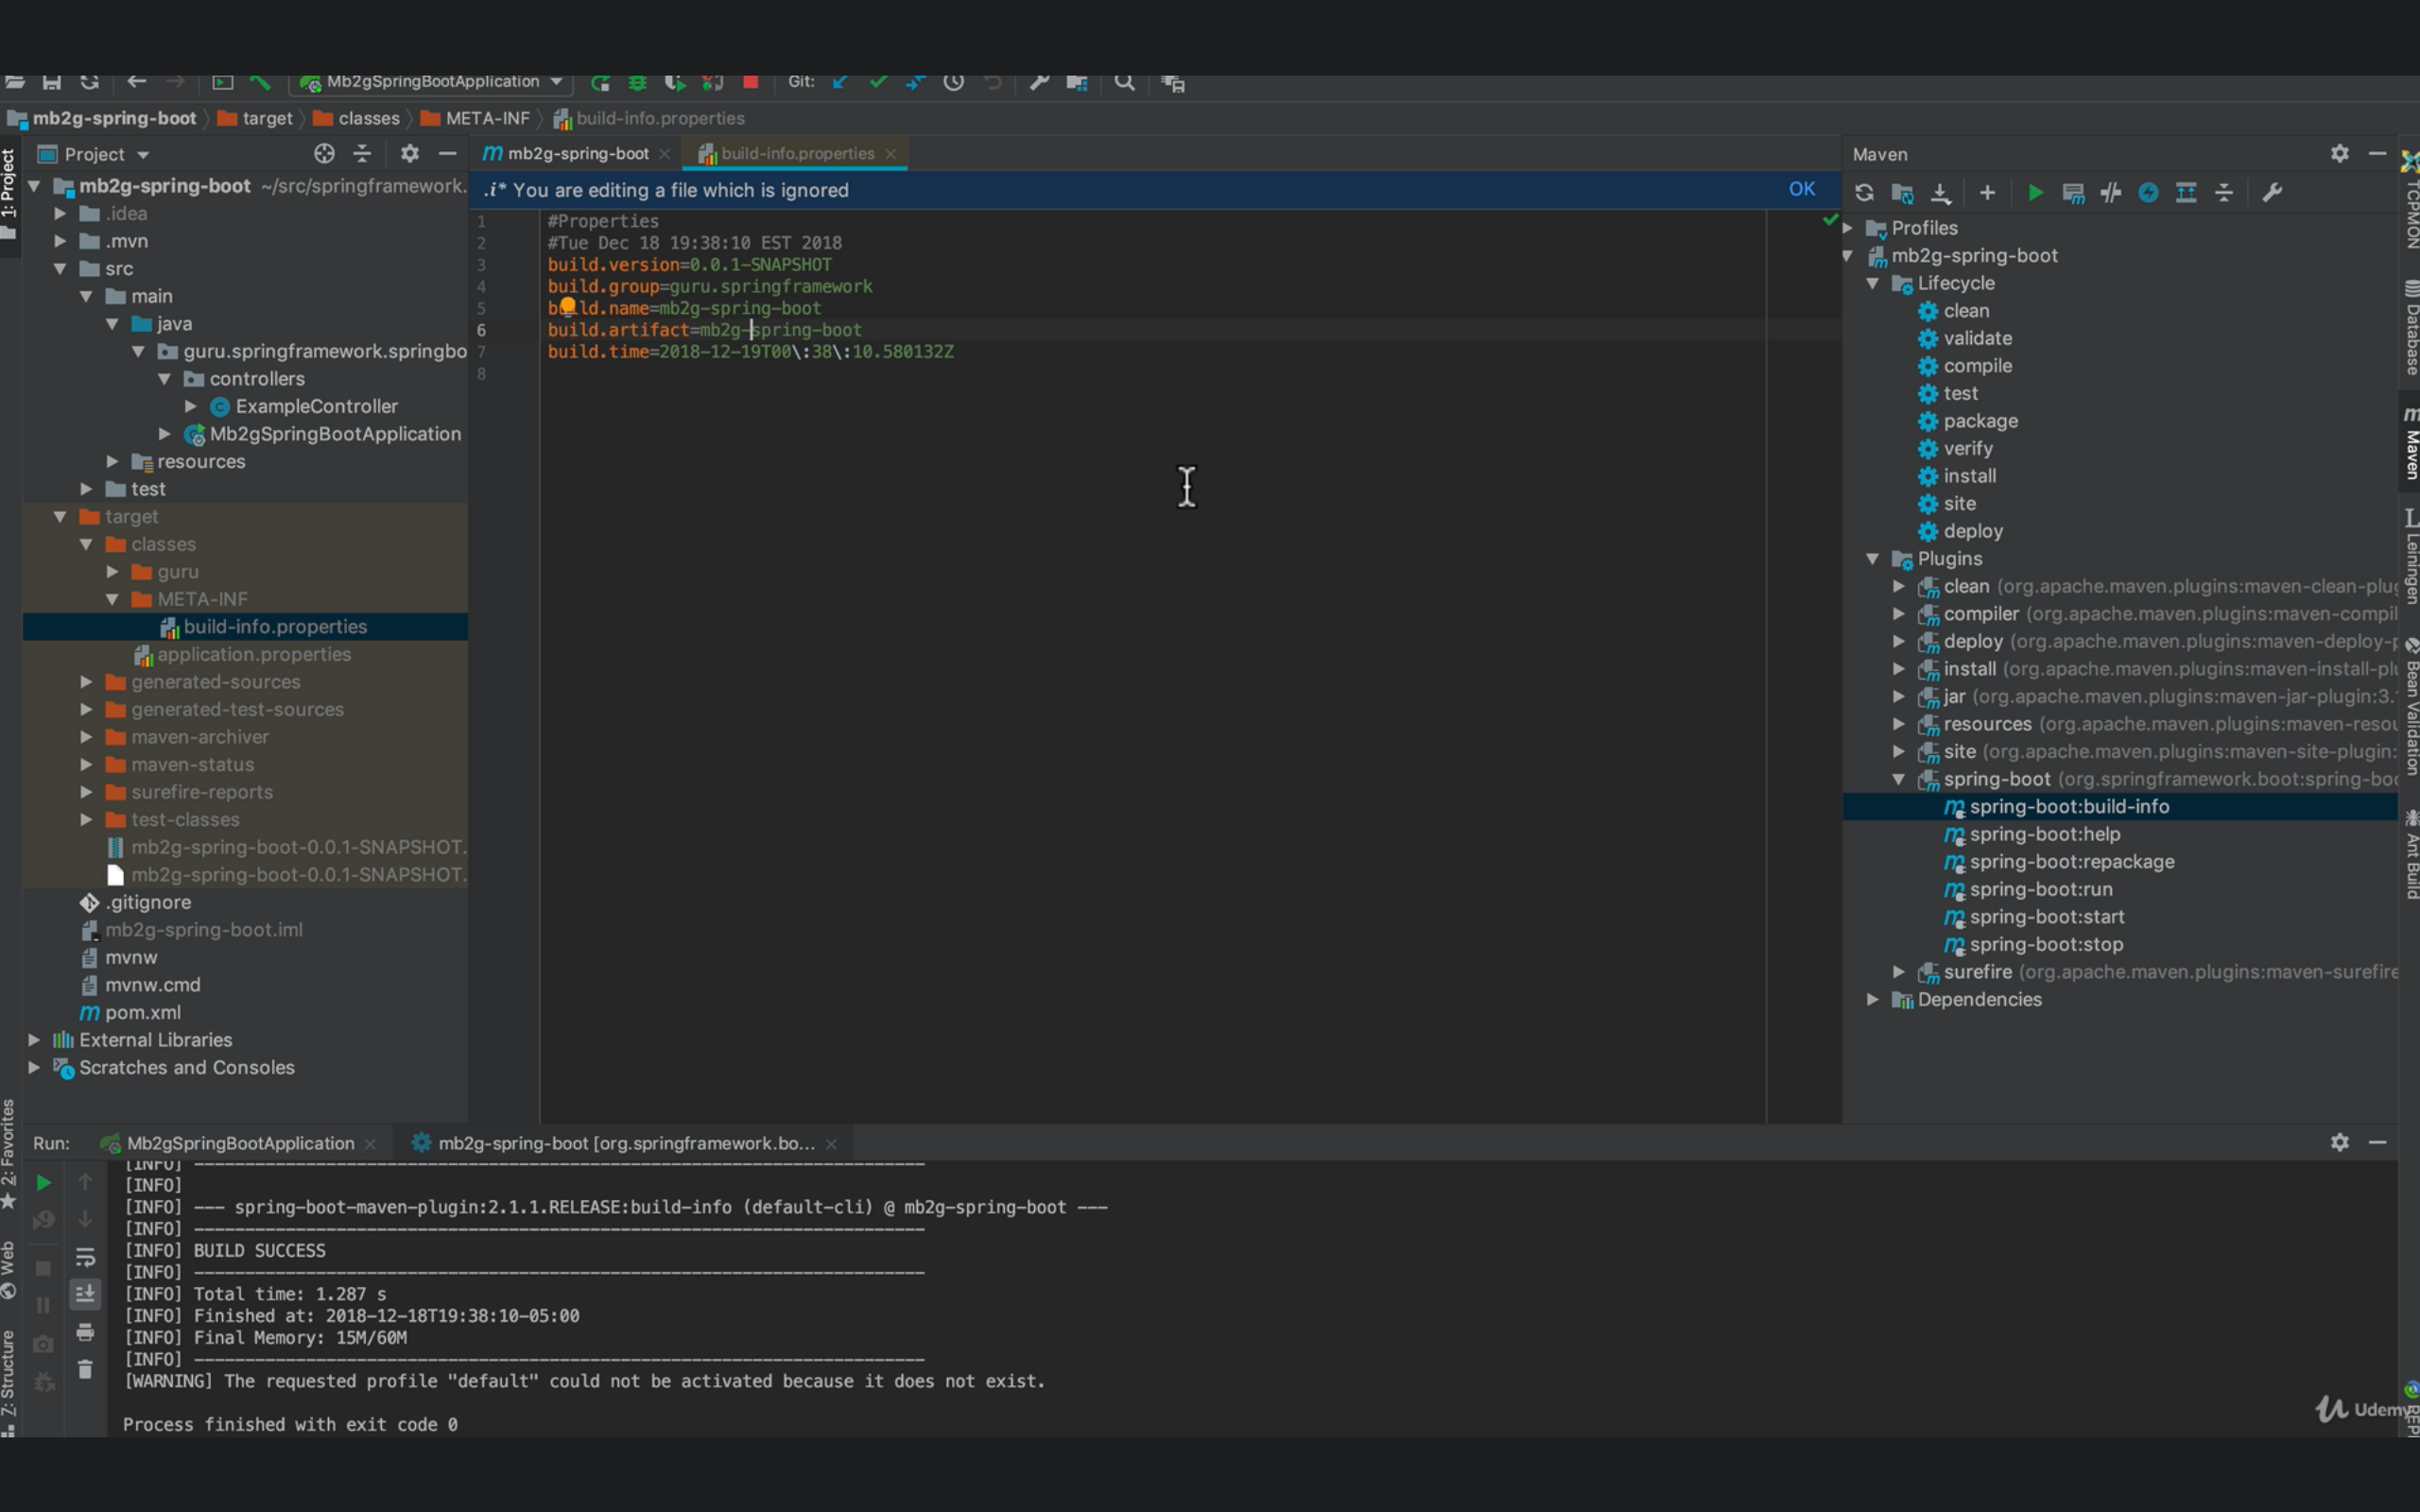 Mb2gSpringBootApplication
Git:
mb2g-spring-boot
target
classes
META-INF
build-info.properties
1: Project
Project
mb2g-spring-boot ~/src/springframework.
.idea
.mvn
src
main
java
guru.springframework.springbo
controllers
ExampleController
Mb2gSpringBootApplication
resources
test
target
classes
guru
META-INF
build-info.properties
application.properties
generated-sources
generated-test-sources
maven-archiver
maven-status
surefire-reports
test-classes
mb2g-spring-boot-0.0.1-SNAPSHOT.
mb2g-spring-boot-0.0.1-SNAPSHOT.
.gitignore
mb2g-spring-boot.iml
mvnw
mvnw.cmd
pom.xml
External Libraries
Scratches and Consoles
mb2g-spring-boot
build-info.properties
.i* You are editing a file which is ignored
OK
1 #Properties
2 #Tue Dec 18 19:38:10 EST 2018
3 build.version=0.0.1-SNAPSHOT
4 build.group=guru.springframework
5 build.name=mb2g-spring-boot
6 build.artifact=mb2g-spring-boot
7 build.time=2018-12-19T00\:38\:10.580132Z
8
Maven
Profiles
mb2g-spring-boot
Lifecycle
clean
validate
compile
test
package
verify
install
site
deploy
Plugins
clean (org.apache.maven.plugins:maven-clean-plu
compiler (org.apache.maven.plugins:maven-compil
deploy (org.apache.maven.plugins:maven-deploy-p
install (org.apache.maven.plugins:maven-install-plu
jar (org.apache.maven.plugins:maven-jar-plugin:3.
resources (org.apache.maven.plugins:maven-resou
site (org.apache.maven.plugins:maven-site-plugin:
spring-boot (org.springframework.boot:spring-boo
spring-boot:build-info
spring-boot:help
spring-boot:repackage
spring-boot:run
spring-boot:start
spring-boot:stop
surefire (org.apache.maven.plugins:maven-surefire
Dependencies
TCPMON
Database
Maven
Leiningen
Bean Validation
Ant Build
2: Favorites
Web
Z: Structure
Run:
Mb2gSpringBootApplication
mb2g-spring-boot [org.springframework.bo...
[INFO] ------------------------------------------------------------------------
[INFO]
[INFO] --- spring-boot-maven-plugin:2.1.1.RELEASE:build-info (default-cli) @ mb2g-spring-boot ---
[INFO] ------------------------------------------------------------------------
[INFO] BUILD SUCCESS
[INFO] ------------------------------------------------------------------------
[INFO] Total time: 1.287 s
[INFO] Finished at: 2018-12-18T19:38:10-05:00
[INFO] Final Memory: 15M/60M
[INFO] ------------------------------------------------------------------------
[WARNING] The requested profile "default" could not be activated because it does not exist.
Process finished with exit code 0
Udemy